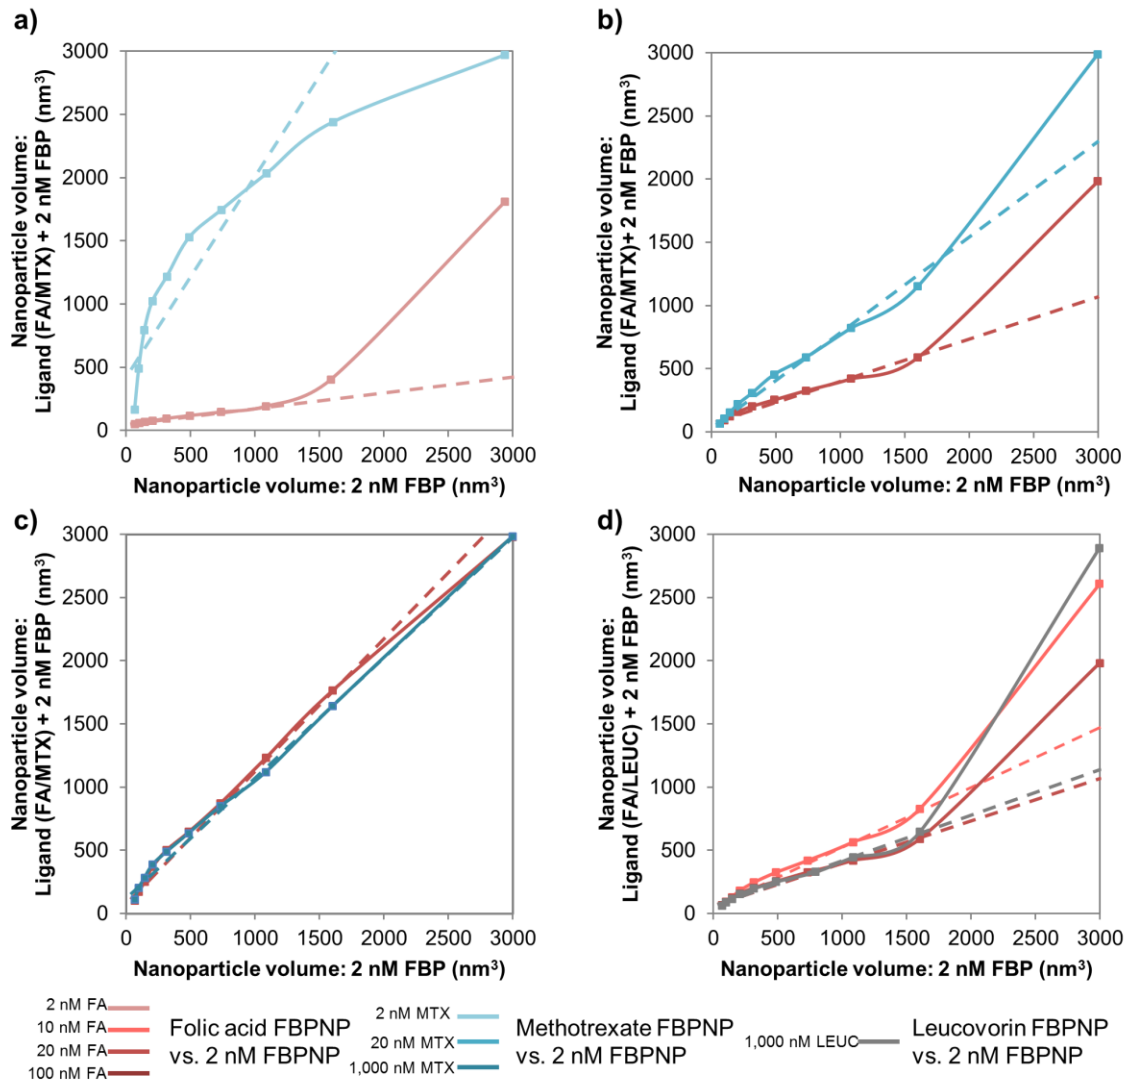 a)
Nanoparticle volume:
Ligand (FA/MTX) + 2 nM FBP (nm³)
3000
2500
2000
1500
1000
500
0
0 500 1000 1500 2000 2500 3000
Nanoparticle volume: 2 nM FBP (nm³)
b)
Nanoparticle volume:
Ligand (FA/MTX)+ 2 nM FBP (nm³)
3000
2500
2000
1500
1000
500
0
0 500 1000 1500 2000 2500 3000
Nanoparticle volume: 2 nM FBP (nm³)
c)
Nanoparticle volume:
Ligand (FA/MTX) + 2 nM FBP (nm³)
3000
2500
2000
1500
1000
500
0
0 500 1000 1500 2000 2500 3000
Nanoparticle volume: 2 nM FBP (nm³)
d)
Nanoparticle volume:
Ligand (FA/LEUC) + 2 nM FBP (nm³)
3000
2500
2000
1500
1000
500
0
0 500 1000 1500 2000 2500 3000
Nanoparticle volume: 2 nM FBP (nm³)
2 nM FA
10 nM FA
20 nM FA
100 nM FA
Folic acid FBPNP
vs. 2 nM FBPNP
2 nM MTX
20 nM MTX
1,000 nM MTX
Methotrexate FBPNP
vs. 2 nM FBPNP
1,000 nM LEUC
Leucovorin FBPNP
vs. 2 nM FBPNP